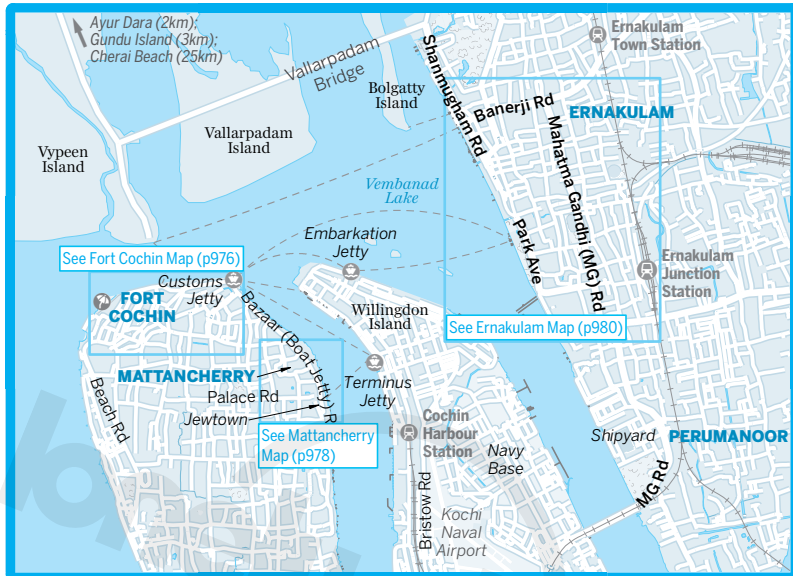 Ayur Dara (2km);
Gundu Island (3km);
Cherai Beach (25km)
Ernakulam
Town Station
Vallarpadam
Bridge
Shanmugham Rd
Bolgatty
Island
Banerji Rd
ERNAKULAM
Vallarpadam
Island
Mahatma Gandhi (MG) Rd
Vypeen
Island
Vembanad
Lake
Park Ave
Embarkation
Jetty
See Fort Cochin Map (p976)
Customs
Jetty
Ernakulam
Junction
Station
FORT
COCHIN
Bazaar (Boat Jetty) R
Willingdon
Island
See Ernakulam Map (p980)
MATTANCHERRY
Palace Rd
Jewtown
Terminus
Jetty
Beach Rd
See Mattancherry
Map (p978)
Cochin
Harbour
Station
Navy
Base
Shipyard
PERUMANOOR
MG Rd
Bristow Rd
Kochi
Naval
Airport